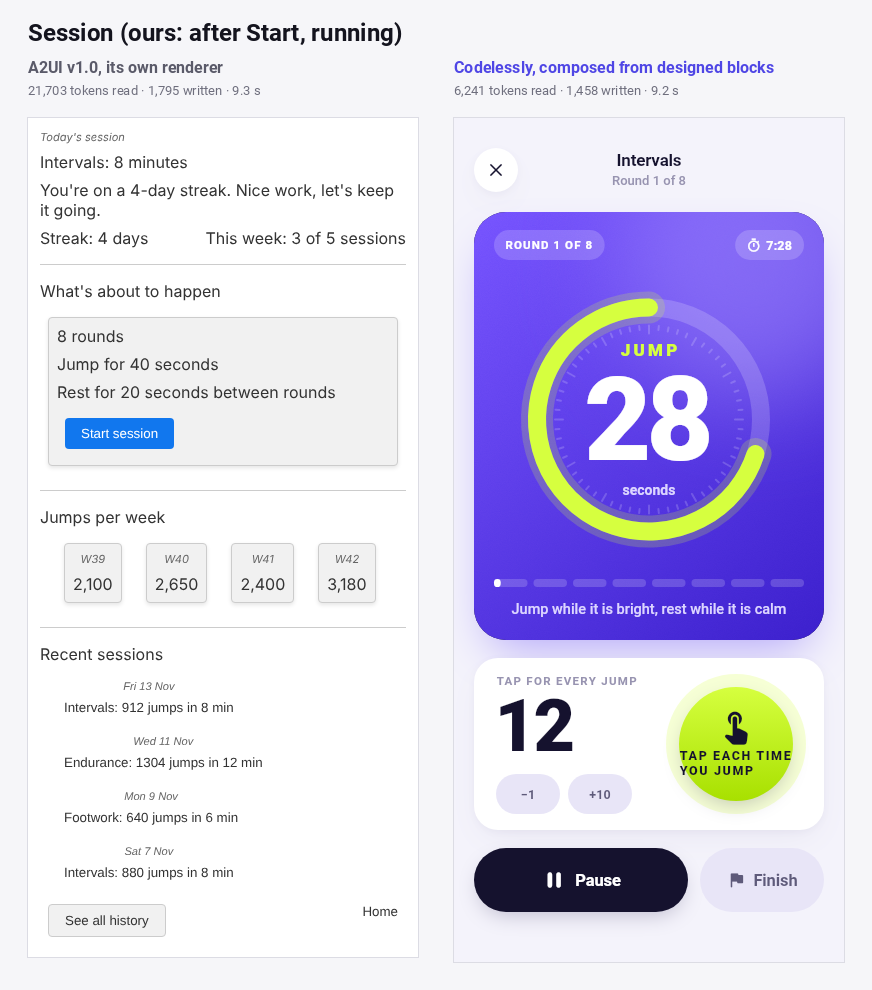 Session (ours: after Start, running)
A2UI v1.0, its own renderer
21,703 tokens read · 1,795 written · 9.3 s
Today's session
Intervals: 8 minutes
You're on a 4-day streak. Nice work, let's keep
it going.
Streak: 4 days
This week: 3 of 5 sessions
What's about to happen
8 rounds
Jump for 40 seconds
Rest for 20 seconds between rounds
Start session
Jumps per week
W39
2,100
W40
2,650
W41
2,400
W42
3,180
Recent sessions
Fri 13 Nov
Intervals: 912 jumps in 8 min
Wed 11 Nov
Endurance: 1304 jumps in 12 min
Mon 9 Nov
Footwork: 640 jumps in 6 min
Sat 7 Nov
Intervals: 880 jumps in 8 min
See all history
Home
Codelessly, composed from designed blocks
6,241 tokens read · 1,458 written · 9.2 s
Intervals
Round 1 of 8
ROUND 1 OF 8
7:28
JUMP
28
seconds
Jump while it is bright, rest while it is calm
TAP FOR EVERY JUMP
12
−1
+10
TAP EACH TIME
YOU JUMP
Pause
Finish